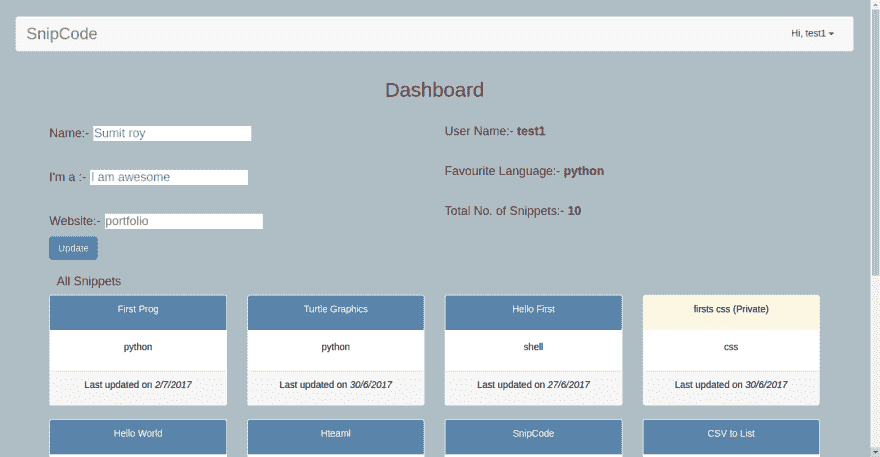 SnipCode
Hi, test1
Dashboard
Name:- Sumit roy
User Name:- test1
I'm a :- I am awesome
Favourite Language:- python
Website:- portfolio
Total No. of Snippets:- 10
Update
All Snippets
First Prog
python
Last updated on 2/7/2017
Turtle Graphics
python
Last updated on 30/6/2017
Hello First
shell
Last updated on 27/6/2017
firsts css (Private)
css
Last updated on 30/6/2017
Hello World
Hteaml
SnipCode
CSV to List